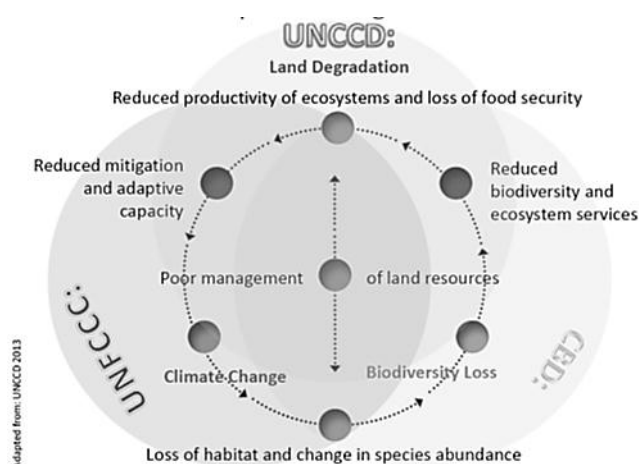 UNCCD:
Land Degradation
Reduced productivity of ecosystems and loss of food security
Reduced mitigation
and adaptive
capacity
Reduced
biodiversity and
ecosystem services
Poor management of land resources
UNFCCC:
CBD:
Climate Change
Biodiversity Loss
Loss of habitat and change in species abundance
adapted from: UNCCD 2013